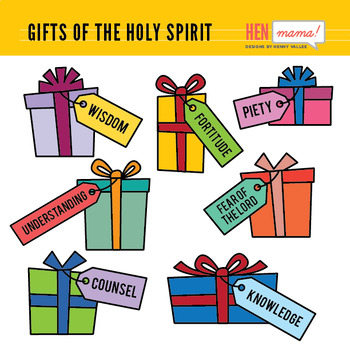 GIFTS OF THE HOLY SPIRIT
HEN mama!
DESIGNS BY HENNY VALLEE
WISDOM
FORTITUDE
PIETY
UNDERSTANDING
FEAR OF
THE LORD
COUNSEL
KNOWLEDGE